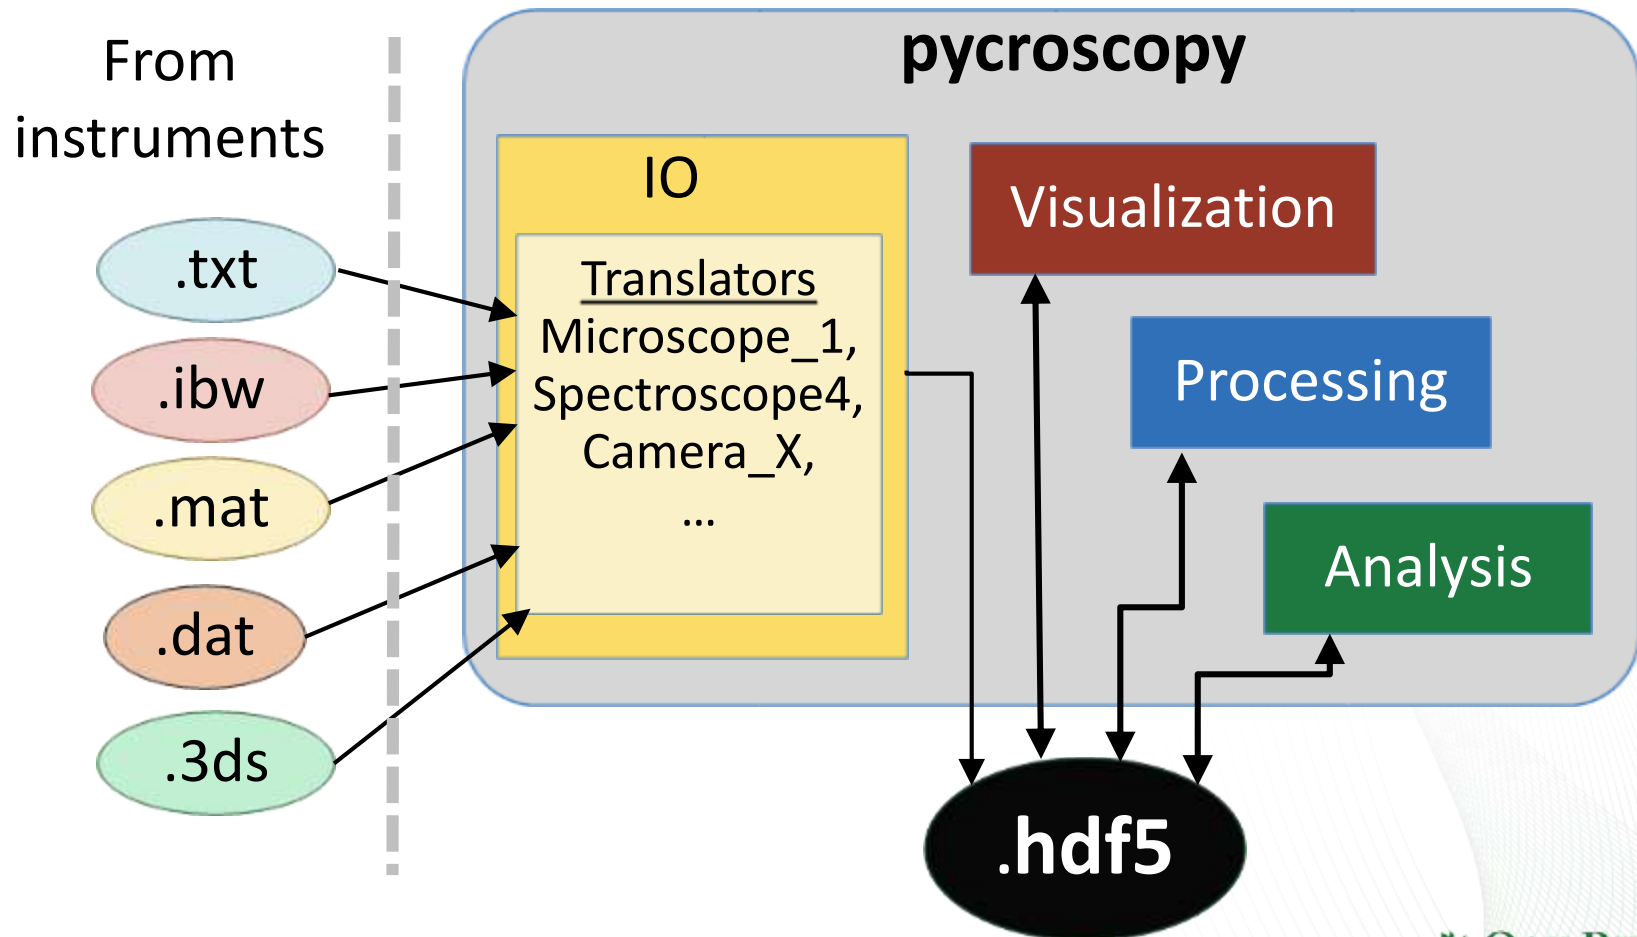 From
instruments
.txt
.ibw
.mat
.dat
.3ds
pycroscopy
IO
Translators
Microscope_1,
Spectroscope4,
Camera_X,
...
Visualization
Processing
Analysis
.hdf5